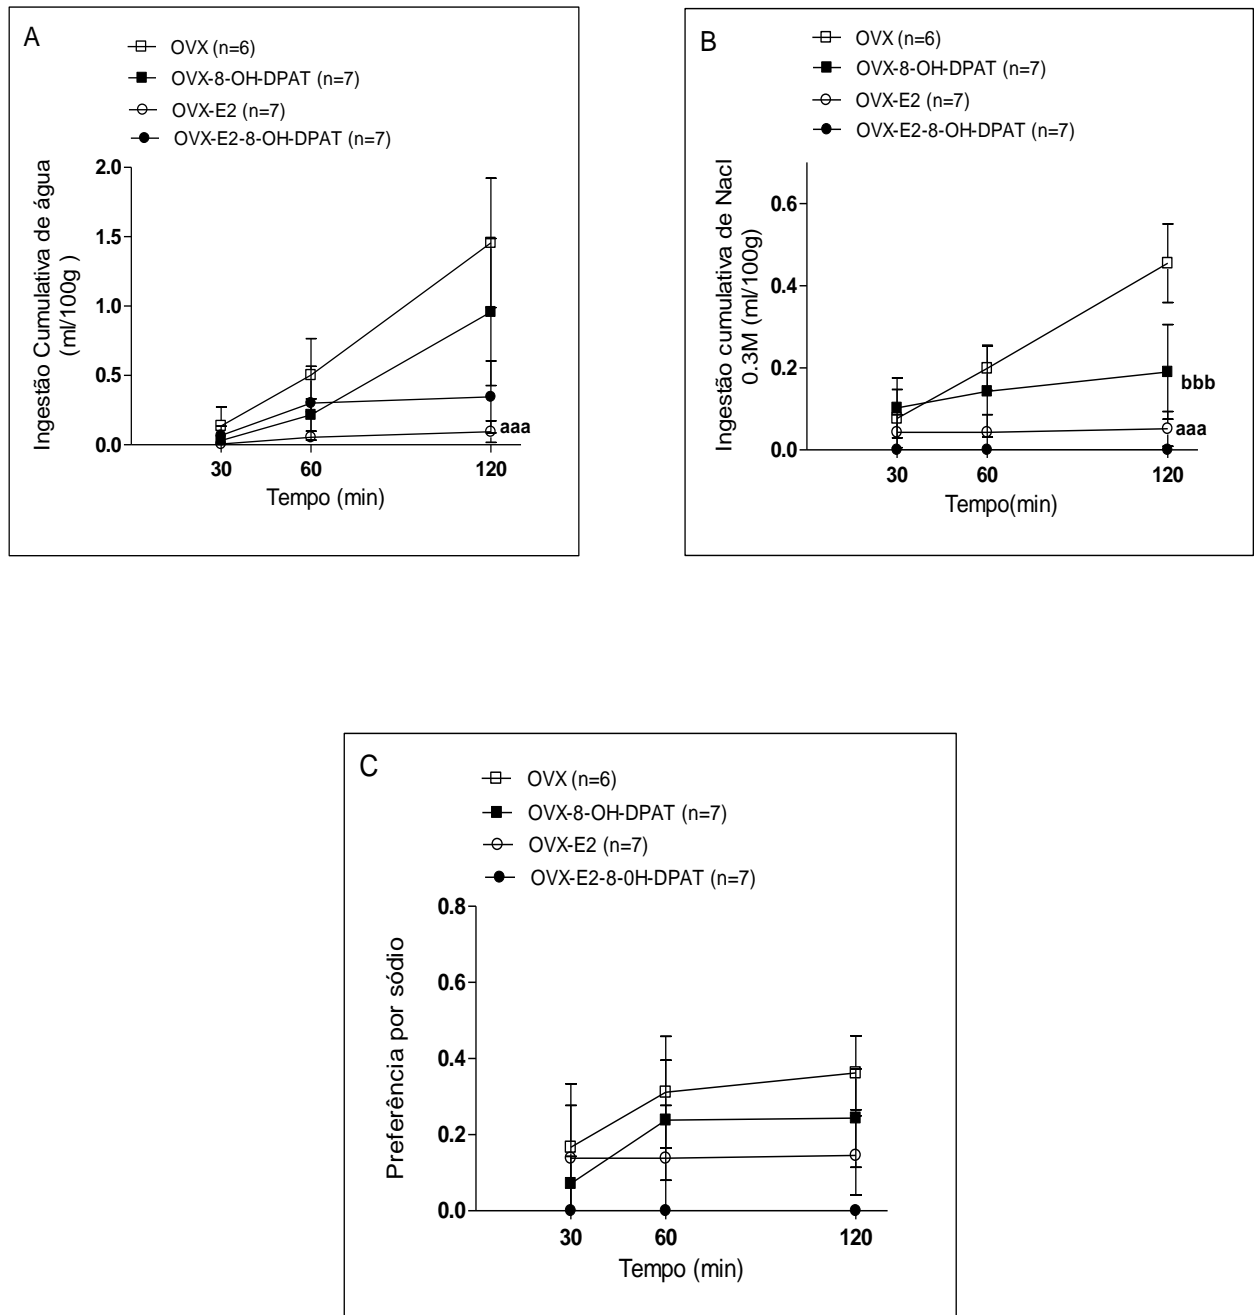 A
OVX (n=6)
OVX-8-OH-DPAT (n=7)
OVX-E2 (n=7)
OVX-E2-8-OH-DPAT (n=7)
Ingestão Cumulativa de água
(ml/100g )
2.0
1.5
1.0
0.5
0.0
aaa
30 60 120
Tempo (min)
B
OVX (n=6)
OVX-8-OH-DPAT (n=7)
OVX-E2 (n=7)
OVX-E2-8-OH-DPAT (n=7)
Ingestão cumulativa de Nacl
0.3M (ml/100g)
0.6
0.4
0.2
0.0
bbb
aaa
30 60 120
Tempo(min)
C
OVX (n=6)
OVX-8-OH-DPAT (n=7)
OVX-E2 (n=7)
OVX-E2-8-0H-DPAT (n=7)
Preferência por sódio
0.8
0.6
0.4
0.2
0.0
30 60 120
Tempo (min)